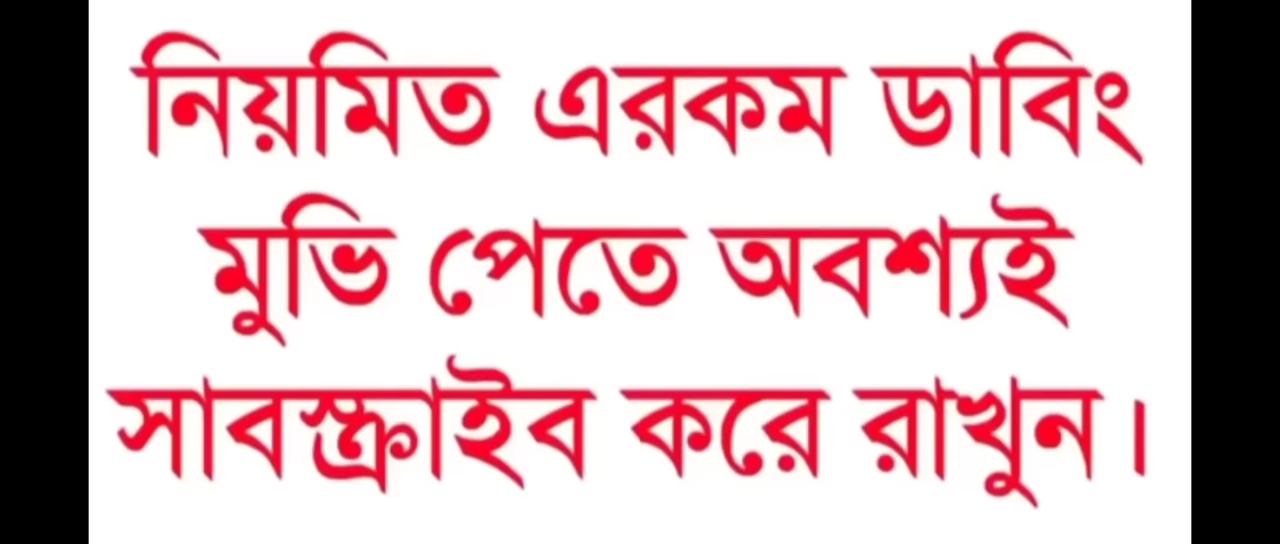 নিয়মিত এরকম ডাবিং
মুভি পেতে অবশ্যই
সাবস্ক্রাইব করে রাখুন।